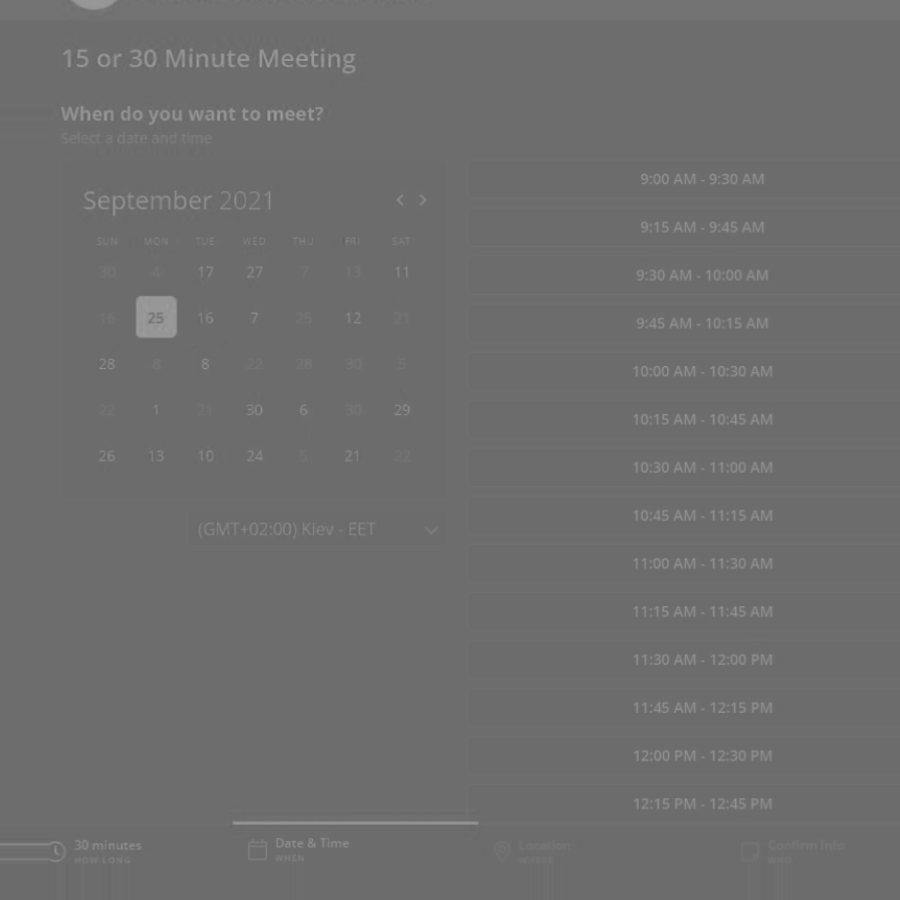 15 or 30 Minute Meeting
When do you want to meet?
Select a date and time
September 2021
SUN MON TUE WED THU FRI SAT
30 4 17 27 7 13 11
25 16 7 25 12 21
28 8 8 22 28 30 5
22 1 21 30 6 30 29
26 13 10 24 5 21 22
(GMT+02:00) Kiev - EET
9:00 AM - 9:30 AM
9:15 AM - 9:45 AM
9:30 AM - 10:00 AM
9:45 AM - 10:15 AM
10:00 AM - 10:30 AM
10:15 AM - 10:45 AM
10:30 AM - 11:00 AM
10:45 AM - 11:15 AM
11:00 AM - 11:30 AM
11:15 AM - 11:45 AM
11:30 AM - 12:00 PM
11:45 AM - 12:15 PM
12:00 PM - 12:30 PM
12:15 PM - 12:45 PM
30 minutes
HOW LONG
Date & Time
WHEN
Location
WHERE
Confirm Info
WHO